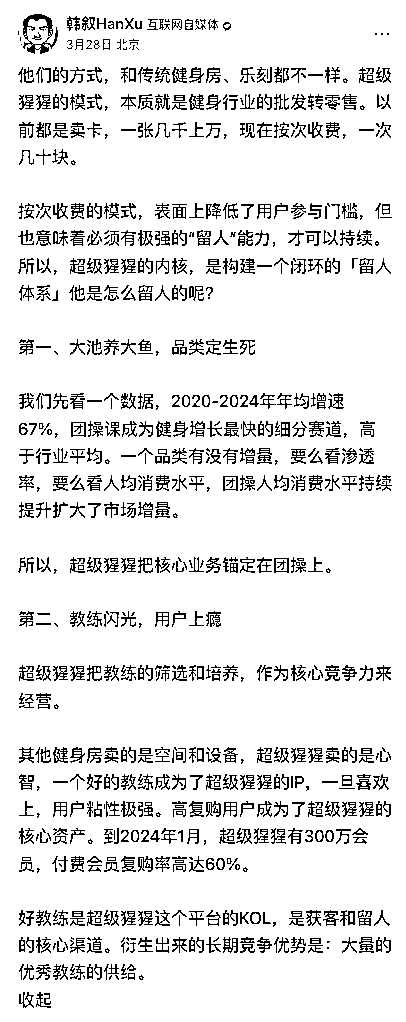 韩叙HanXu 互联网自媒体
3月28日 北京
他们的方式，和传统健身房、乐刻都不一样。超级
猩猩的模式，本质就是健身行业的批发转零售。以
前都是卖卡，一张几千上万，现在按次收费，一次
几十块。
按次收费的模式，表面上降低了用户参与门槛，但
也意味着必须有极强的“留人”能力，才可以持续。
所以，超级猩猩的内核，是构建一个闭环的「留人
体系」他是怎么留人的呢？
第一、大池养大鱼，品类定生死
我们先看一个数据，2020-2024年年均增速
67%，团操课成为健身增长最快的细分赛道，高
于行业平均。一个品类有没有增量，要么看渗透
率，要么看人均消费水平，团操人均消费水平持续
提升扩大了市场增量。
所以，超级猩猩把核心业务锚定在团操上。
第二、教练闪光，用户上瘾
超级猩猩把教练的筛选和培养，作为核心竞争力来
经营。
其他健身房卖的是空间和设备，超级猩猩卖的是心
智，一个好的教练成为了超级猩猩的IP，一旦喜欢
上，用户粘性极强。高复购用户成为了超级猩猩的
核心资产。到2024年1月，超级猩猩有300万会
员，付费会员复购率高达60%。
好教练是超级猩猩这个平台的KOL，是获客和留人
的核心渠道。衍生出来的长期竞争优势是：大量的
优秀教练的供给。
收起